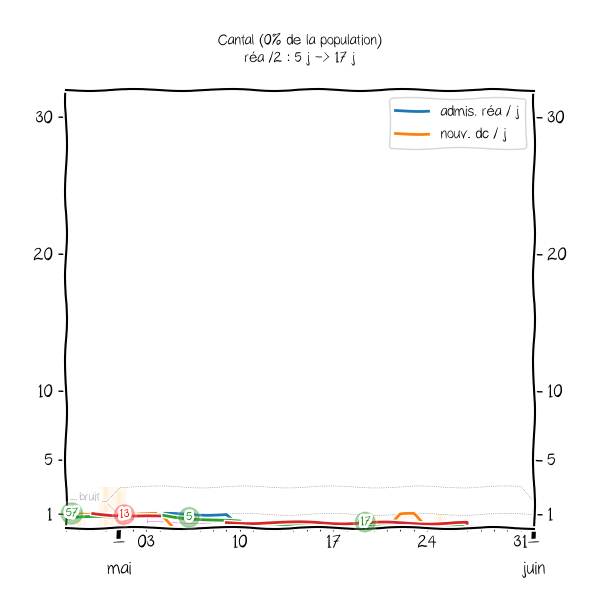 Cantal (0% de la population)
réa /2 : 5 j -> 17 j
admis. réa / j
nouv. dc / j
30
30
20
20
10
10
5
5
... bruit
57
13
5
17
1
1
03
10
17
24
31
mai
juin